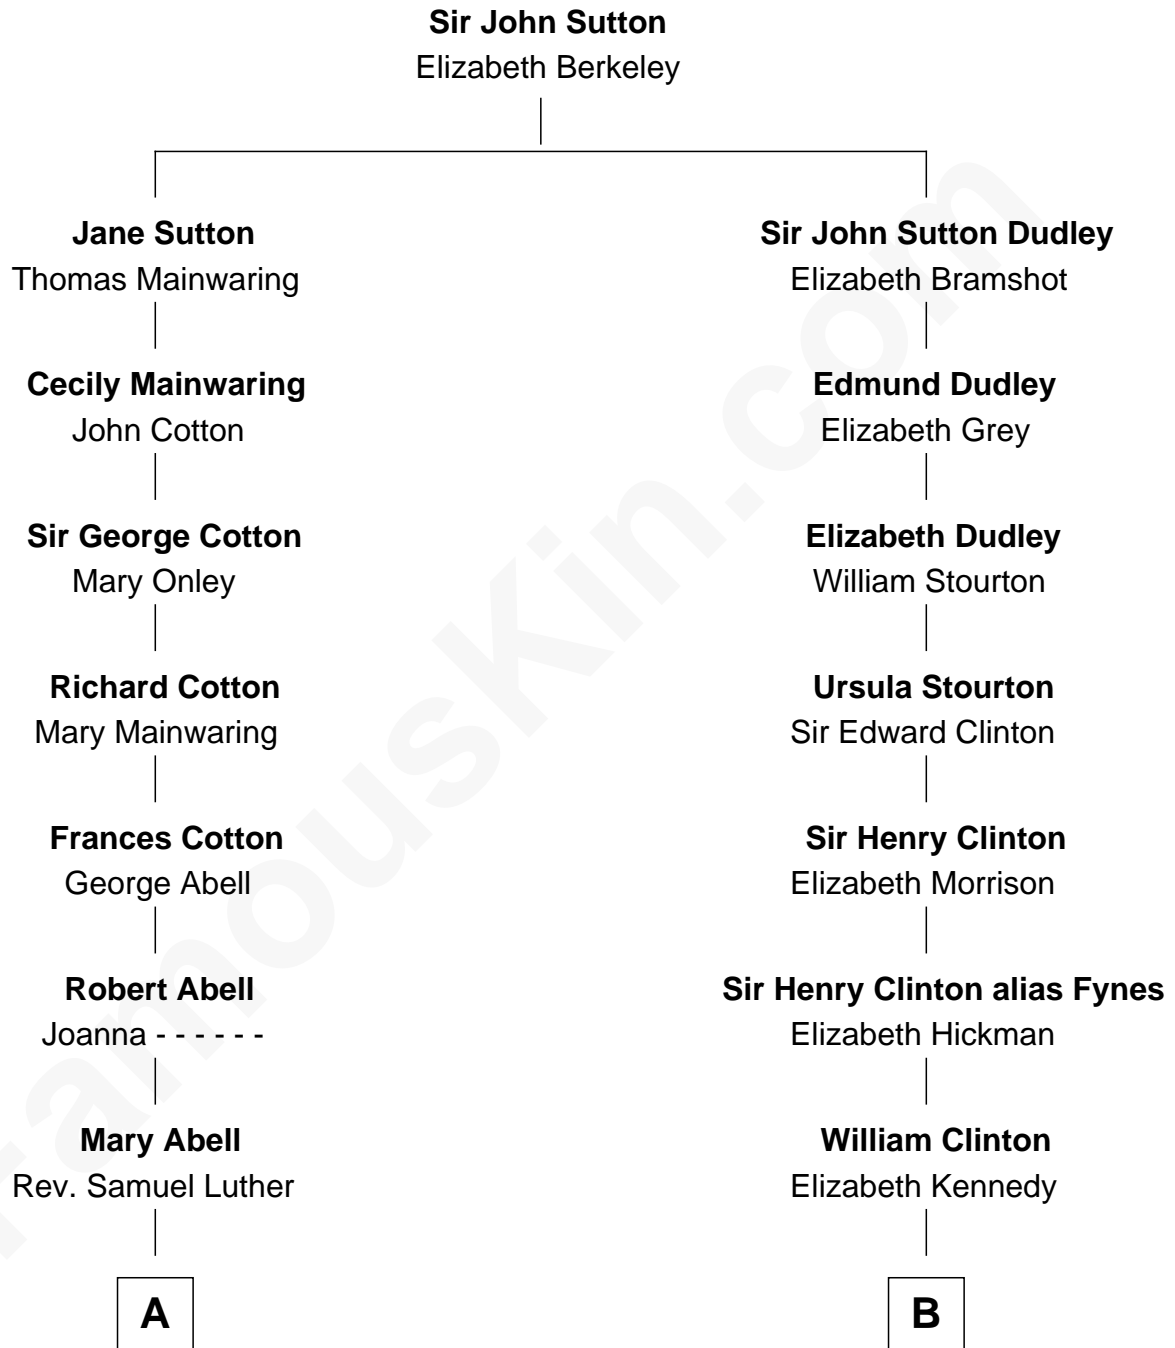 Sir John Sutton
Elizabeth Berkeley
Jane Sutton
Thomas Mainwaring
Sir John Sutton Dudley
Elizabeth Bramshot
Cecily Mainwaring
John Cotton
Edmund Dudley
Elizabeth Grey
Sir George Cotton
Mary Onley
Elizabeth Dudley
William Stourton
Richard Cotton
Mary Mainwaring
Ursula Stourton
Sir Edward Clinton
Frances Cotton
George Abell
Sir Henry Clinton
Elizabeth Morrison
Robert Abell
Joanna - - - - - -
Sir Henry Clinton alias Fynes
Elizabeth Hickman
Mary Abell
Rev. Samuel Luther
William Clinton
Elizabeth Kennedy
A
B
FamousKin.com